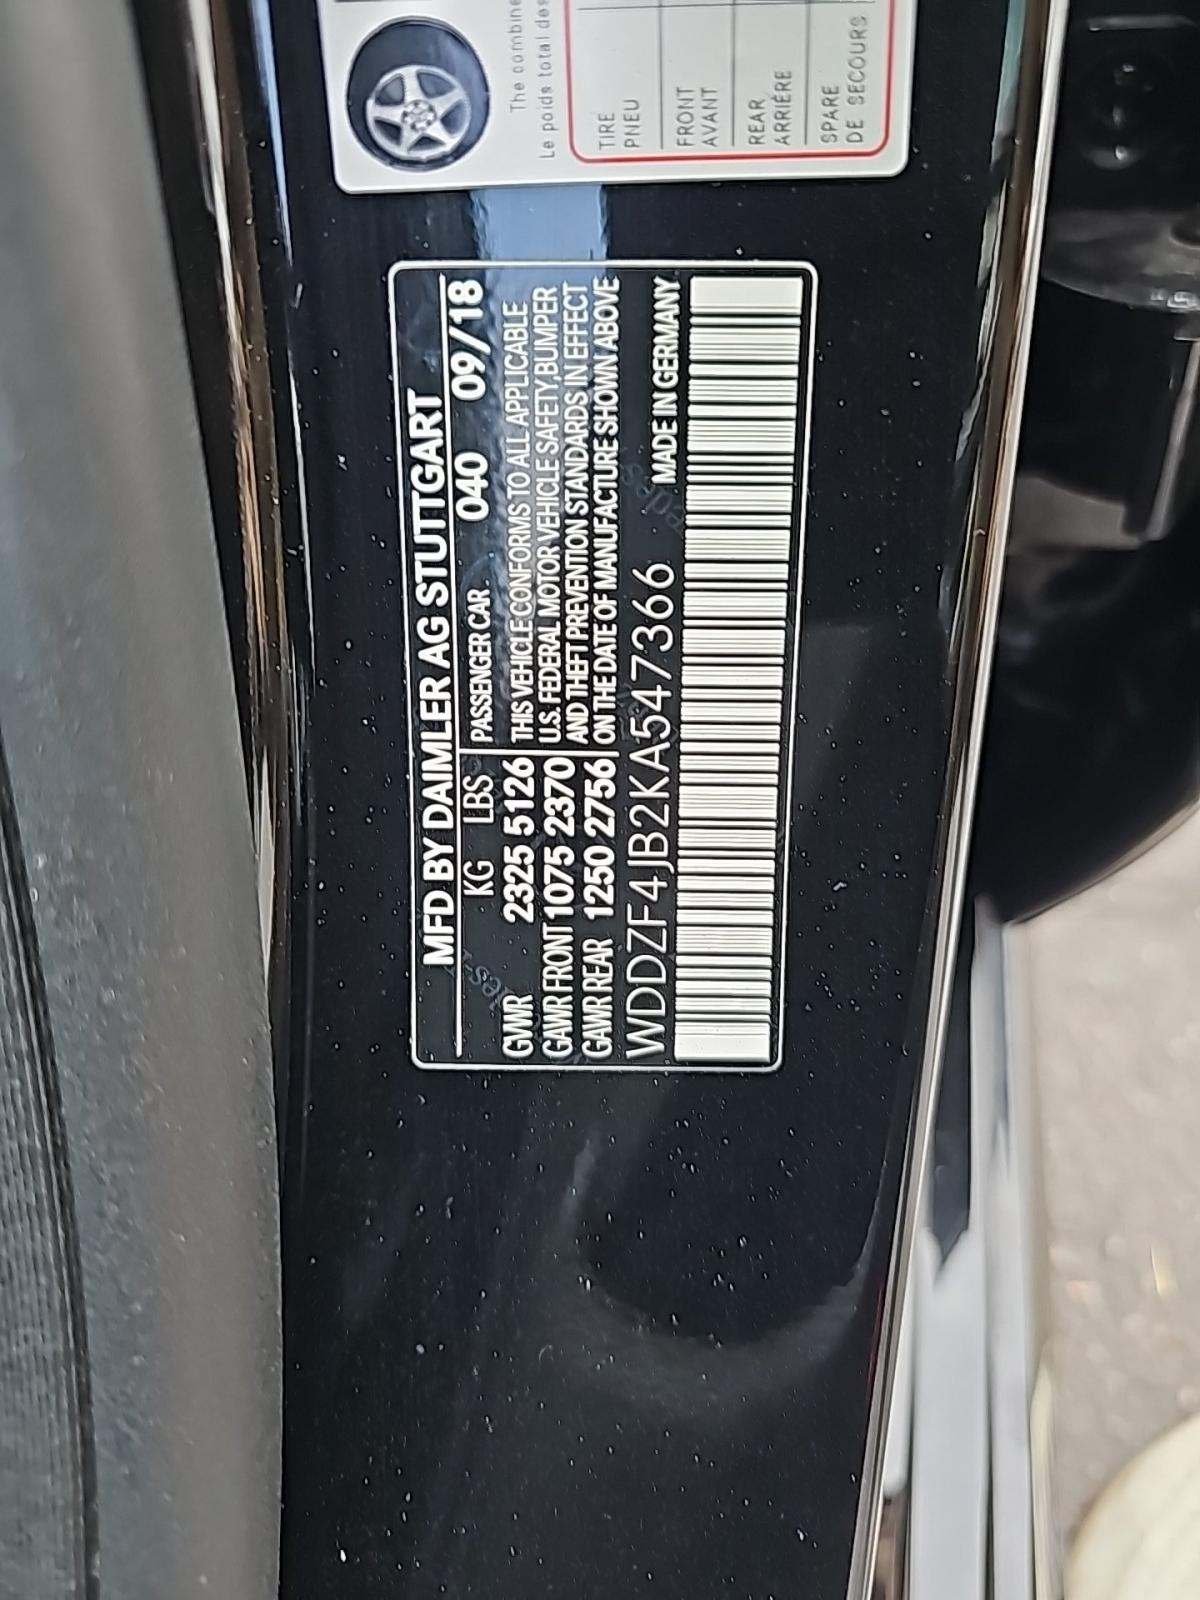 MFD BY DAIMLER AG STUTTGART
KG LBS PASSENGER CAR 040 09/18
GVWR 2325 5126 THIS VEHICLE CONFORMS TO ALL APPLICABLE
GAWR FRONT 1075 2370 U.S. FEDERAL MOTOR VEHICLE SAFETY,BUMPER
GAWR REAR 1250 2756 AND THEFT PREVENTION STANDARDS IN EFFECT
ON THE DATE OF MANUFACTURE SHOWN ABOVE
WDDZF4JB2KA547366 MADE IN GERMANY
The combine
Le poids total des
TIRE
PNEU
FRONT
AVANT
REAR
ARRIÈRE
SPARE
DE SECOURS